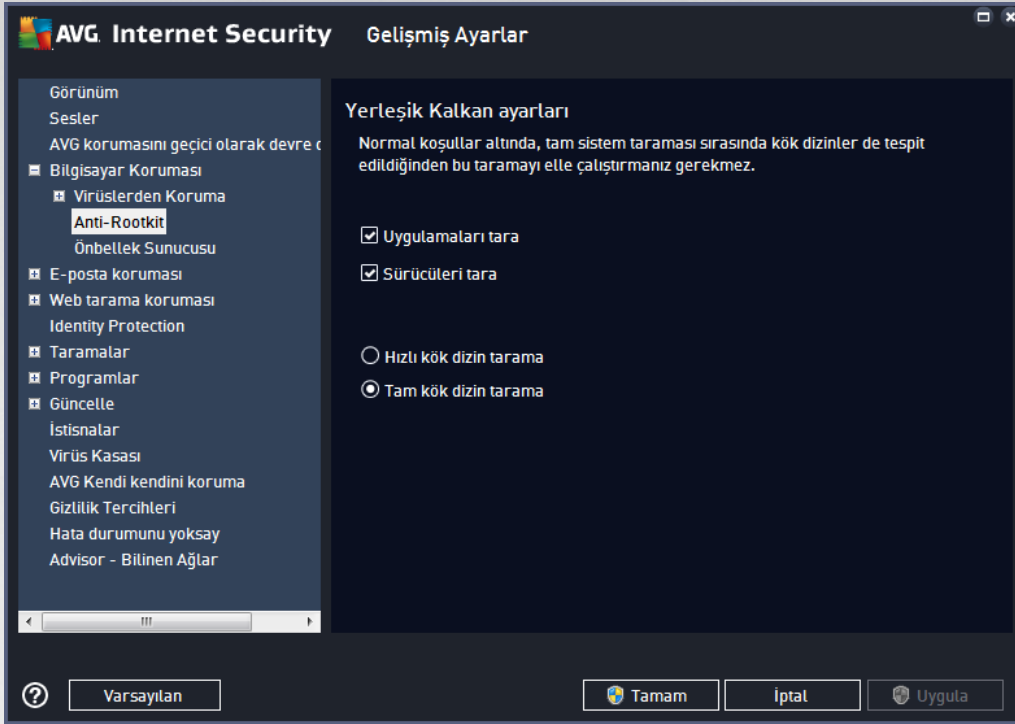 AVG. Internet Security Gelişmiş Ayarlar
Görünüm
Sesler
AVG korumasını geçici olarak devre
Bilgisayar Koruması
Virüslerden Koruma
Anti-Rootkit
Önbellek Sunucusu
E-posta koruması
Web tarama koruması
Identity Protection
Taramalar
Programlar
Güncelle
İstisnalar
Virüs Kasası
AVG Kendi kendini koruma
Gizlilik Tercihleri
Hata durumunu yoksay
Advisor - Bilinen Ağlar
Yerleşik Kalkan ayarları
Normal koşullar altında, tam sistem taraması sırasında kök dizinler de tespit
edildiğinden bu taramayı elle çalıştırmanız gerekmez.
Uygulamaları tara
Sürücüleri tara
Hızlı kök dizin tarama
Tam kök dizin tarama
Varsayılan
Tamam
İptal
Uygula